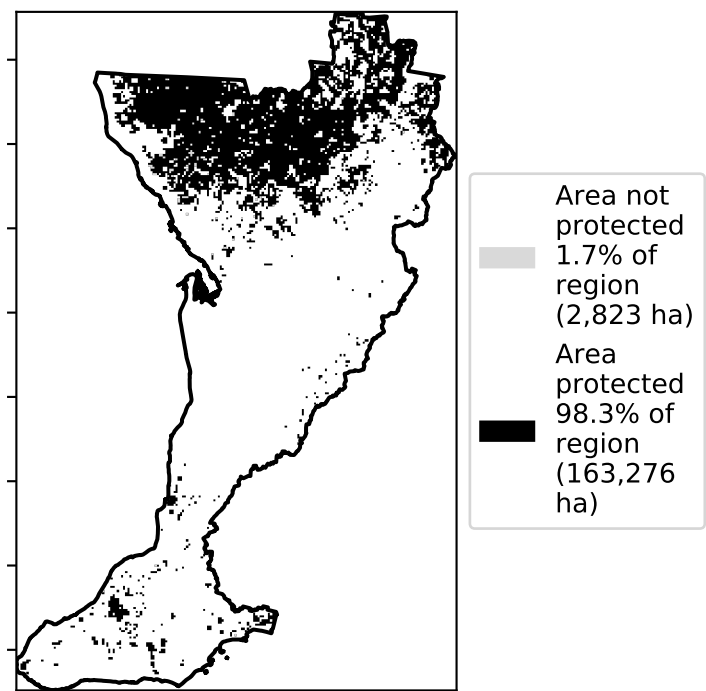 Area not
protected
1.7% of
region
(2,823 ha)
Area
protected
98.3% of
region
(163,276
ha)